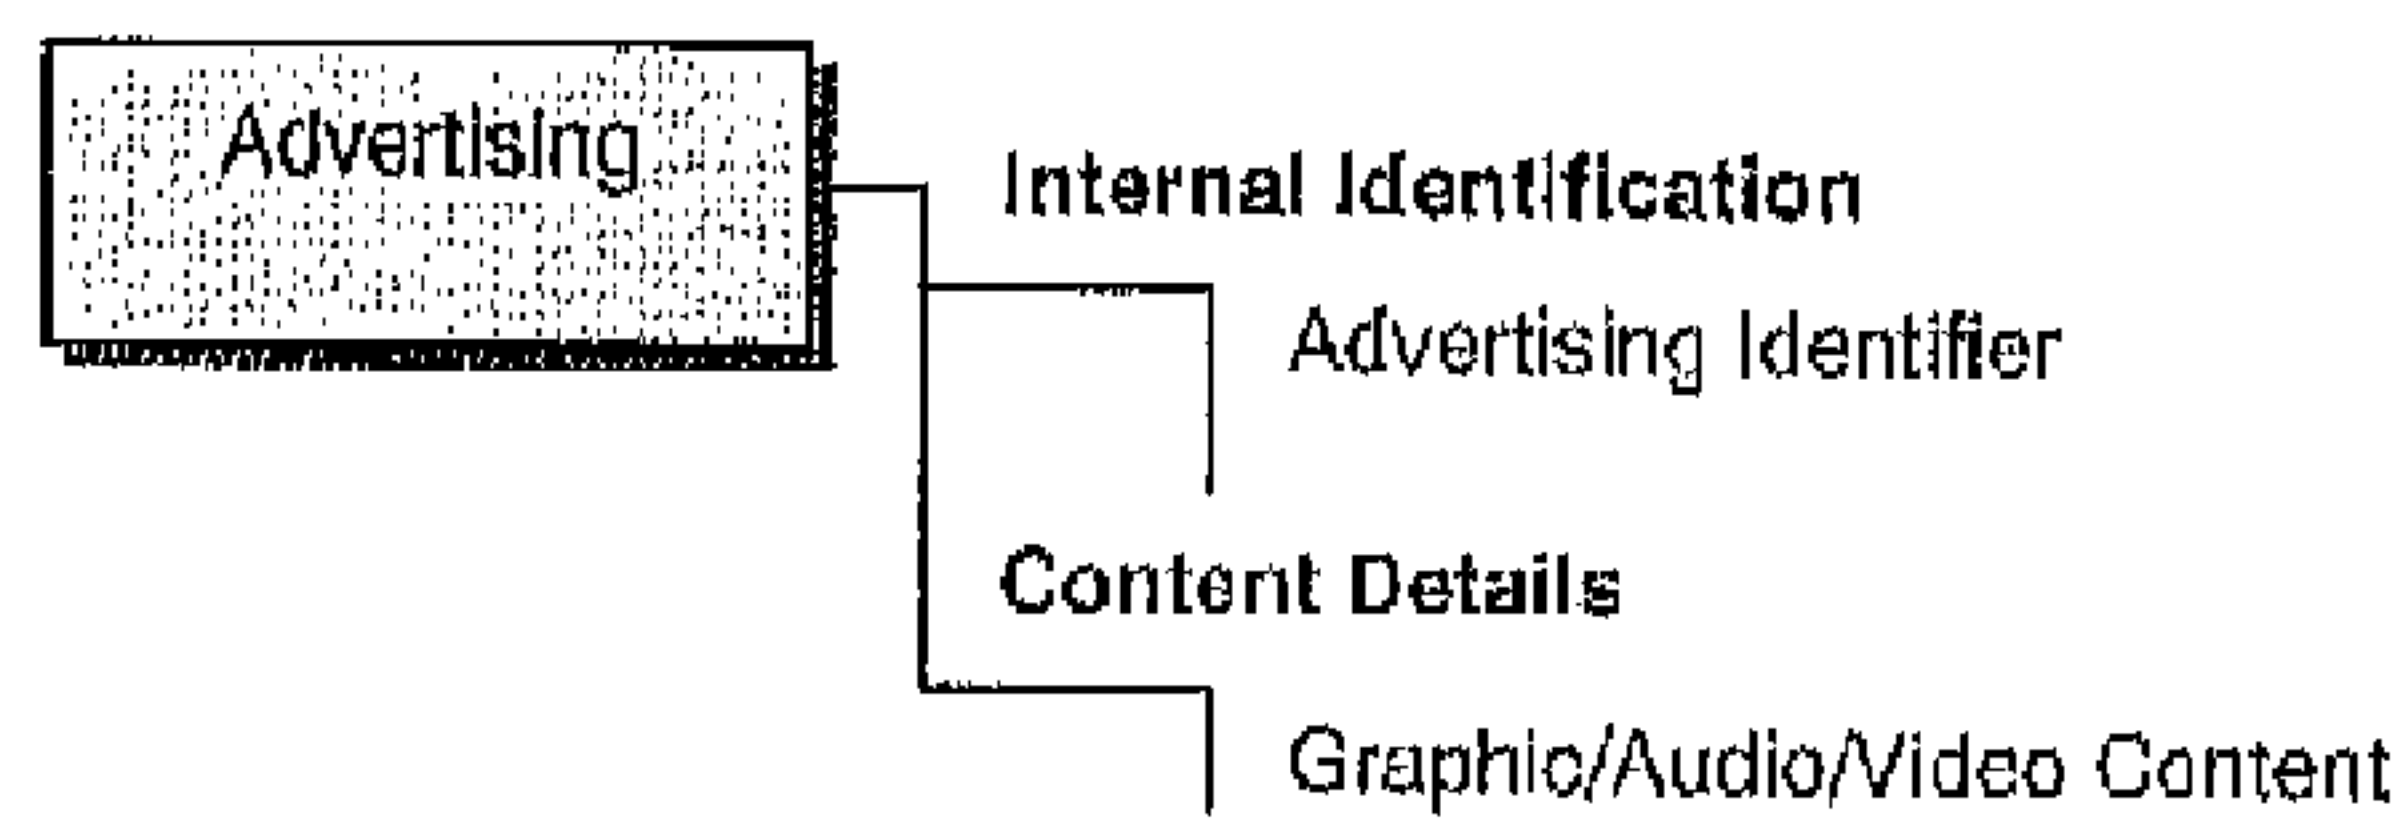 Advertising
Internal Identification
Advertising Identifier
Content Details
Graphic/Audio/Video Content